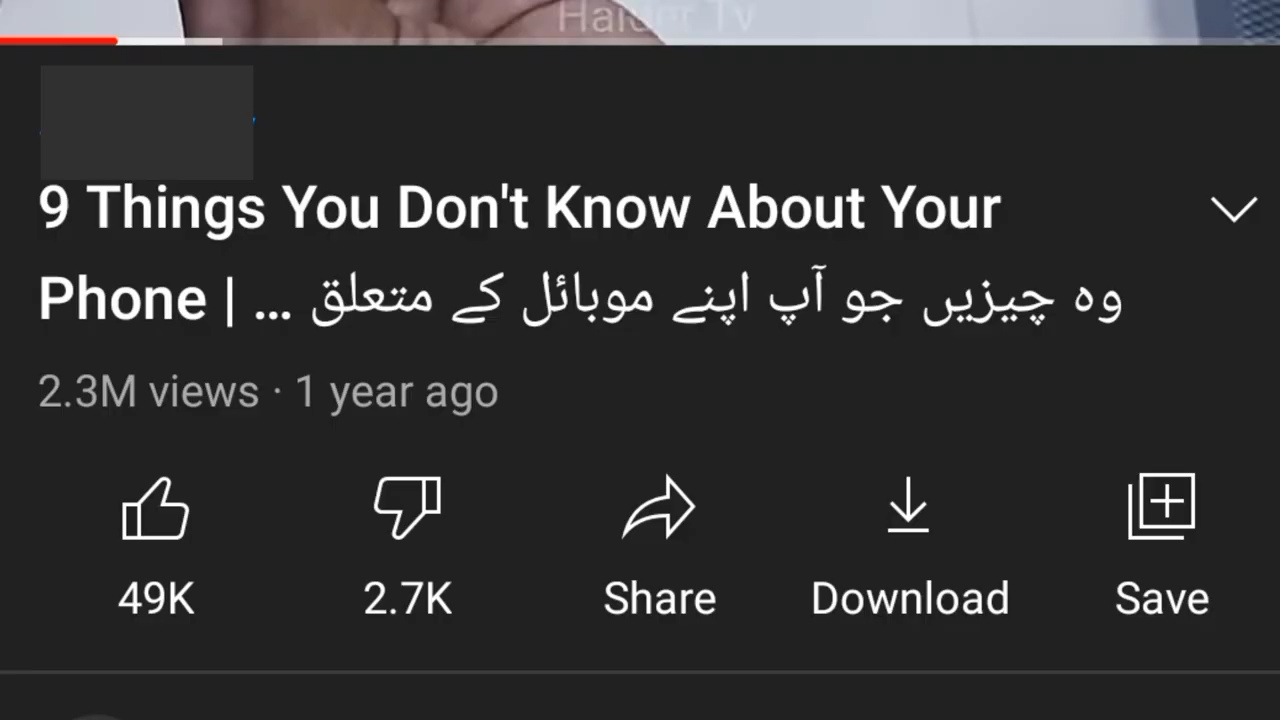 Haider Tv
9 Things You Don't Know About Your
Phone | ... وہ چیزیں جو آپ اپنے موبائل کے متعلق
2.3M views · 1 year ago
49K
2.7K
Share
Download
Save